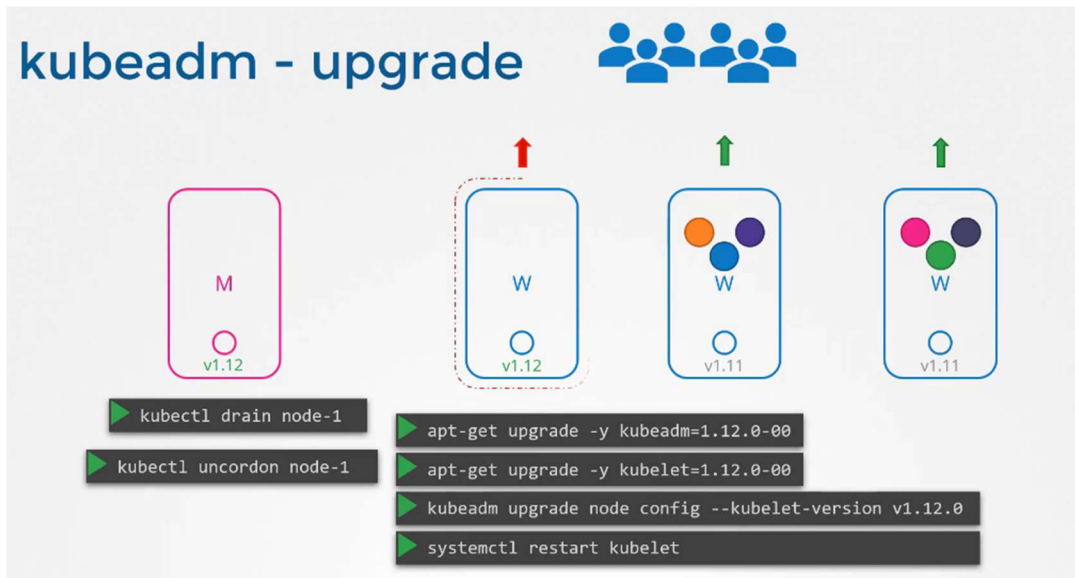 kubeadm - upgrade
M
W
W
W
v1.12
v1.12
v1.11
v1.11
kubectl drain node-1
kubectl uncordon node-1
apt-get upgrade -y kubeadm=1.12.0-00
apt-get upgrade -y kubelet=1.12.0-00
kubeadm upgrade node config --kubelet-version v1.12.0
systemctl restart kubelet